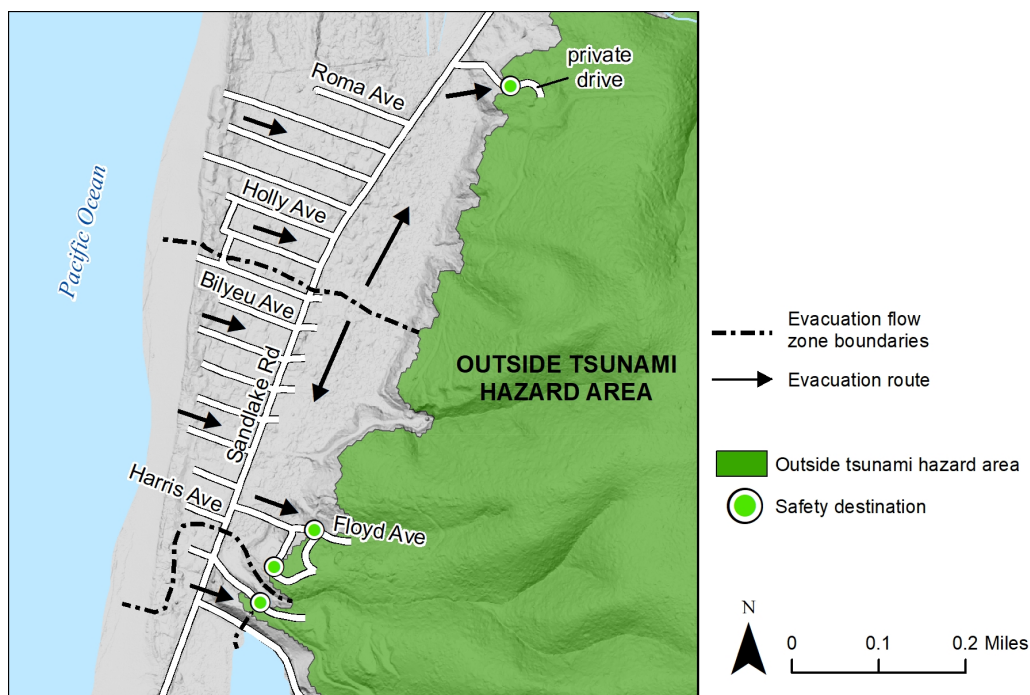 private
drive
Roma Ave
Holly Ave
Pacific Ocean
Bilyeu Ave
Sandlake Rd
OUTSIDE TSUNAMI
HAZARD AREA
Harris Ave
Floyd Ave
Evacuation flow
zone boundaries
Evacuation route
Outside tsunami hazard area
Safety destination
N
0 0.1 0.2 Miles